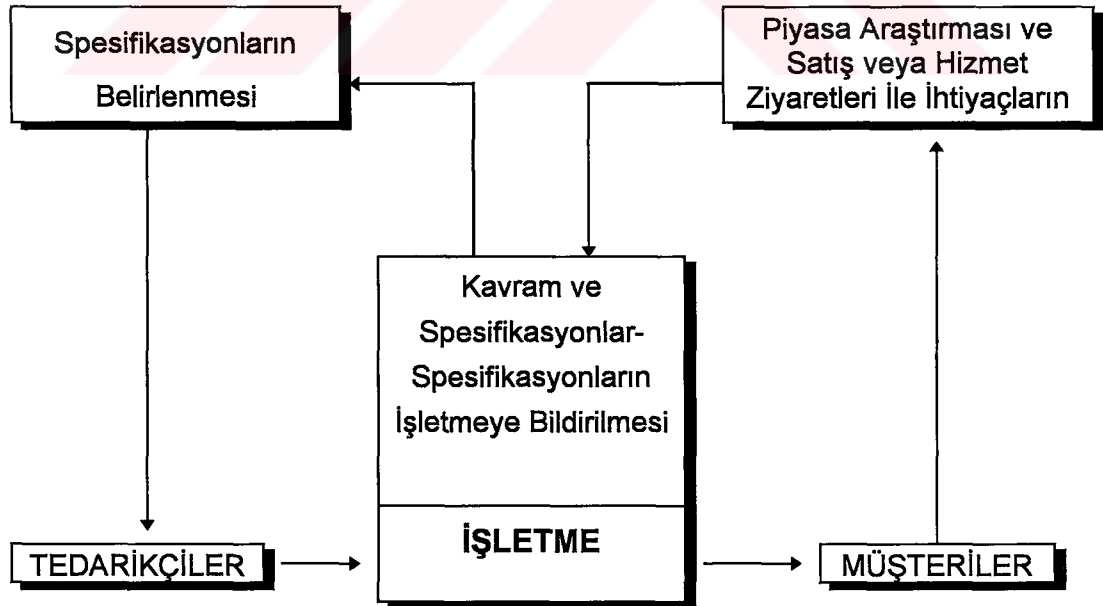 Spesifikasyonların
Belirlenmesi
Piyasa Araştırması ve
Satış veya Hizmet
Ziyaretleri İle İhtiyaçların
Kavram ve
Spesifikasyonlar-
Spesifikasyonların
İşletmeye Bildirilmesi
İŞLETME
TEDARİKÇİLER
MÜŞTERİLER